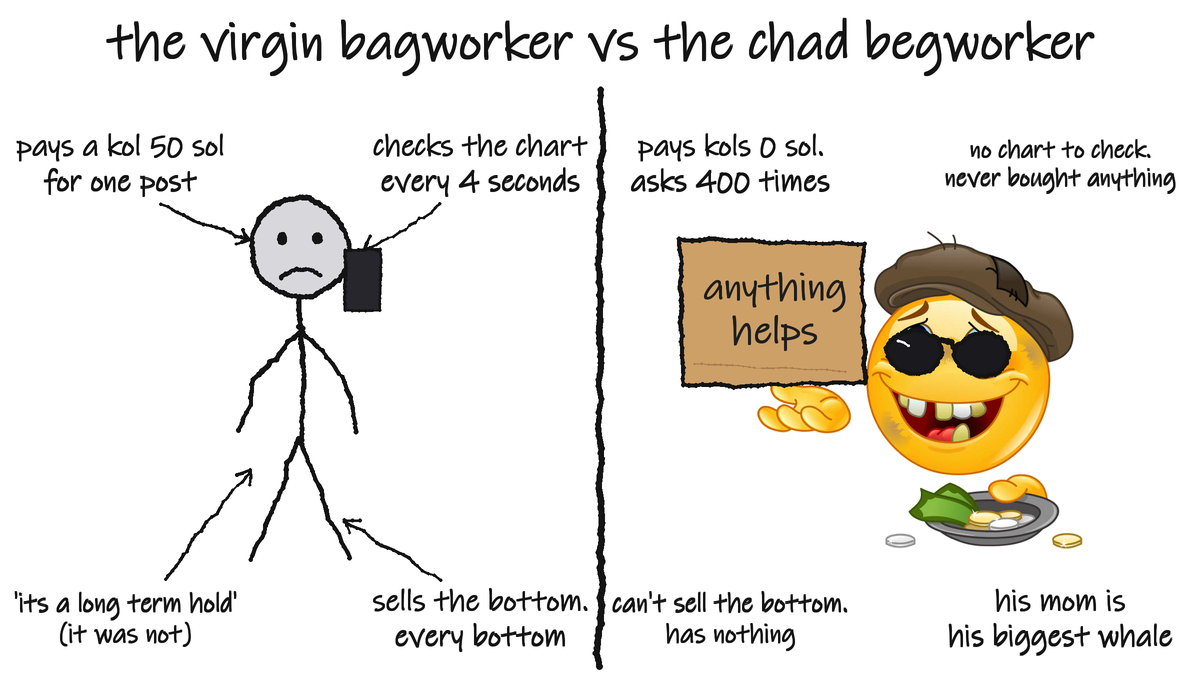 the virgin bagworker vs the chad begworker
pays a kol 50 sol
for one post
checks the chart
every 4 seconds
'its a long term hold'
(it was not)
sells the bottom.
every bottom
pays kols 0 sol.
asks 400 times
no chart to check.
never bought anything
anything
helps
can't sell the bottom.
has nothing
his mom is
his biggest whale